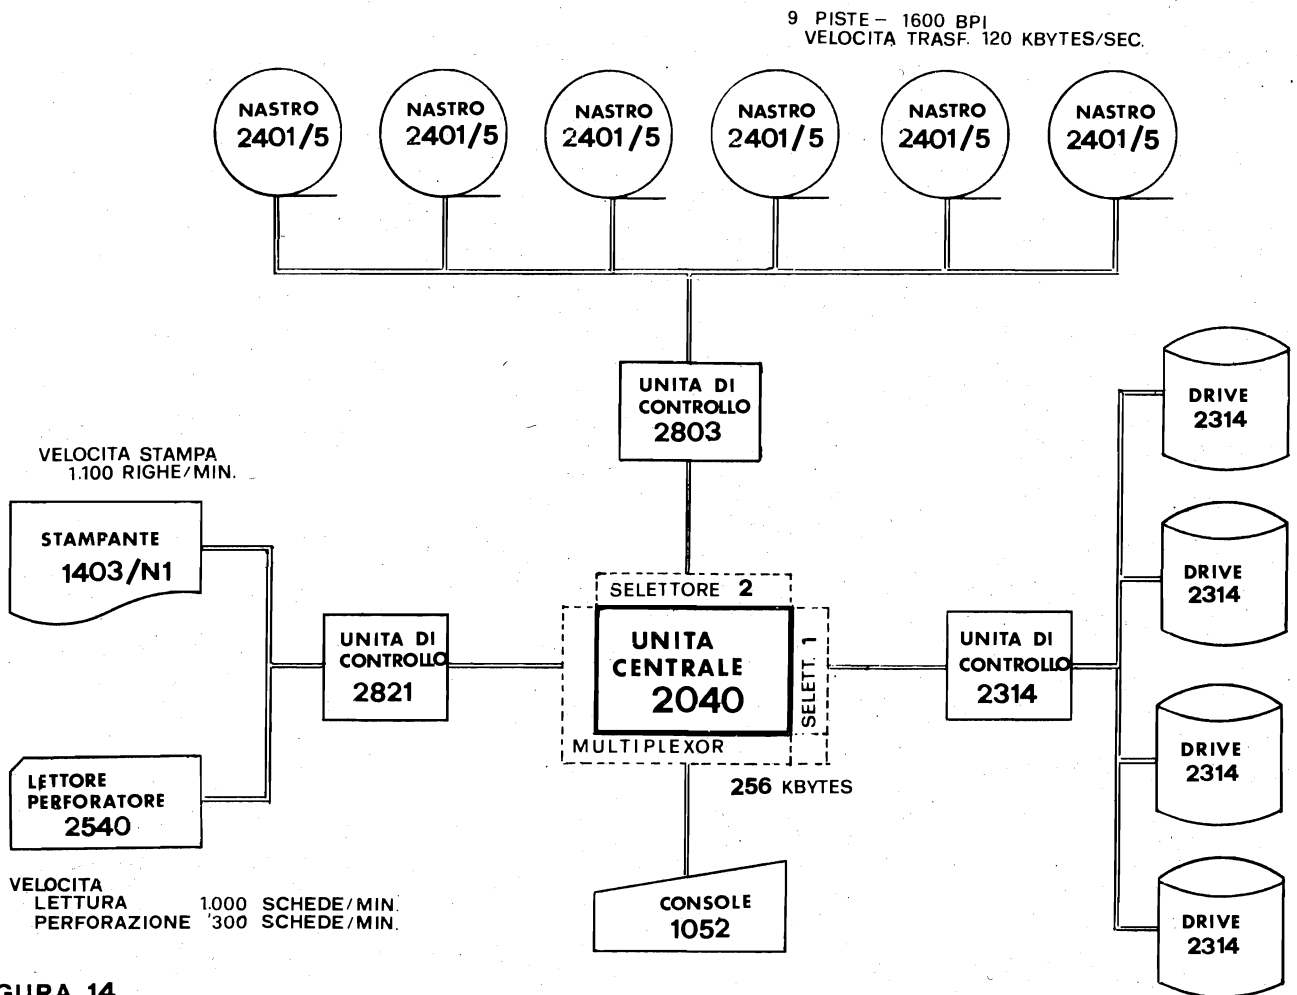 9 PISTE – 1600 BPI
VELOCITA TRASF. 120 KBYTES/SEC.
NASTRO
2401/5
NASTRO
2401/5
NASTRO
2401/5
NASTRO
2401/5
NASTRO
2401/5
NASTRO
2401/5
UNITA DI
CONTROLLO
2803
DRIVE
2314
VELOCITA STAMPA
1.100 RIGHE/MIN.
STAMPANTE
1403/N1
SELETTORE 2
DRIVE
2314
UNITA DI
CONTROLLO
2821
UNITA
CENTRALE
2040
SELETT. 1
UNITA DI
CONTROLLO
2314
MULTIPLEXOR
256 KBYTES
DRIVE
2314
LETTORE
PERFORATORE
2540
VELOCITA
LETTURA 1.000 SCHEDE/MIN.
PERFORAZIONE 300 SCHEDE/MIN.
CONSOLE
1052
DRIVE
2314
GURA 14